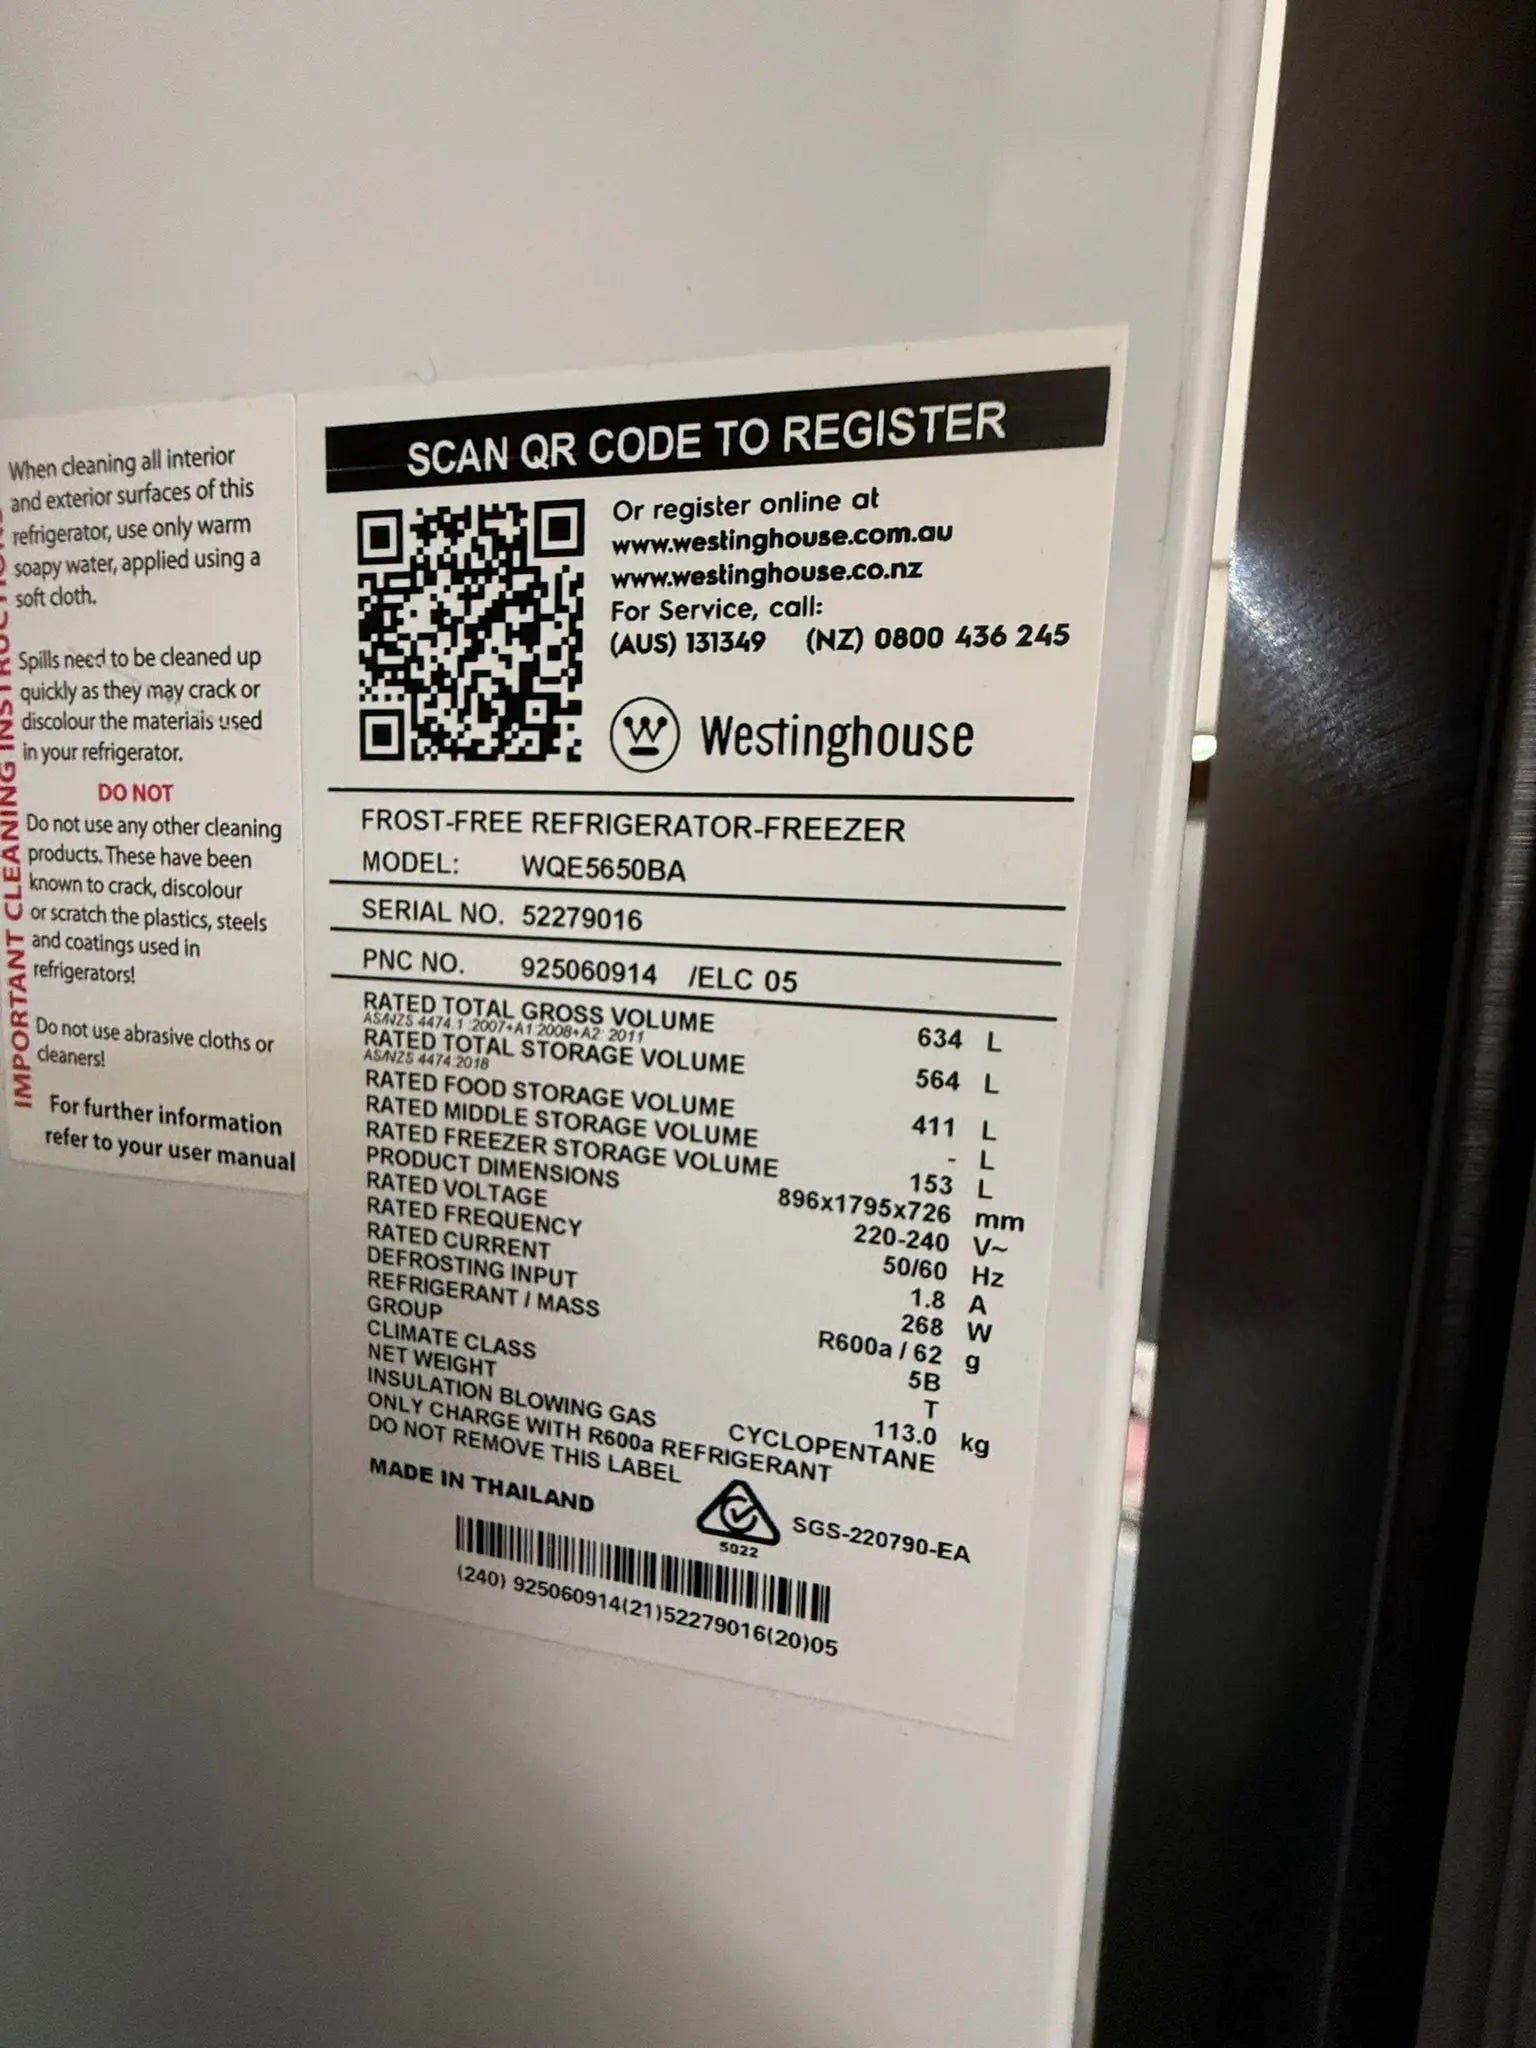 IMPORTANT CLEANING INSTRUCTIONS
When cleaning all interior
and exterior surfaces of this
refrigerator, use only warm
soapy water, applied using a
soft cloth.
Spills need to be cleaned up
quickly as they may crack or
discolour the materials used
in your refrigerator.
DO NOT
Do not use any other cleaning
products. These have been
known to crack, discolour
or scratch the plastics, steels
and coatings used in
refrigerators!
Do not use abrasive cloths or
cleaners!
For further information
refer to your user manual
SCAN QR CODE TO REGISTER
Or register online at
www.westinghouse.com.au
www.westinghouse.co.nz
For Service, call:
(AUS) 131349 (NZ) 0800 436 245
W Westinghouse
FROST-FREE REFRIGERATOR-FREEZER
MODEL: WQE5650BA
SERIAL NO. 52279016
PNC NO. 925060914 /ELC 05
RATED TOTAL GROSS VOLUME 634 L
AS/NZS 4474.1 :2007+A1:2008+A2: 2011
RATED TOTAL STORAGE VOLUME 564 L
AS/NZS 4474:2018
RATED FOOD STORAGE VOLUME 411 L
RATED MIDDLE STORAGE VOLUME - L
RATED FREEZER STORAGE VOLUME 153 L
PRODUCT DIMENSIONS 896x1795x726 mm
RATED VOLTAGE 220-240 V~
RATED FREQUENCY 50/60 Hz
RATED CURRENT 1.8 A
DEFROSTING INPUT 268 W
REFRIGERANT / MASS R600a / 62 g
GROUP 5B
CLIMATE CLASS T
NET WEIGHT 113.0 kg
INSULATION BLOWING GAS CYCLOPENTANE
ONLY CHARGE WITH R600a REFRIGERANT
DO NOT REMOVE THIS LABEL
MADE IN THAILAND
S022
SGS-220790-EA
(240) 925060914(21)52279016(20)05